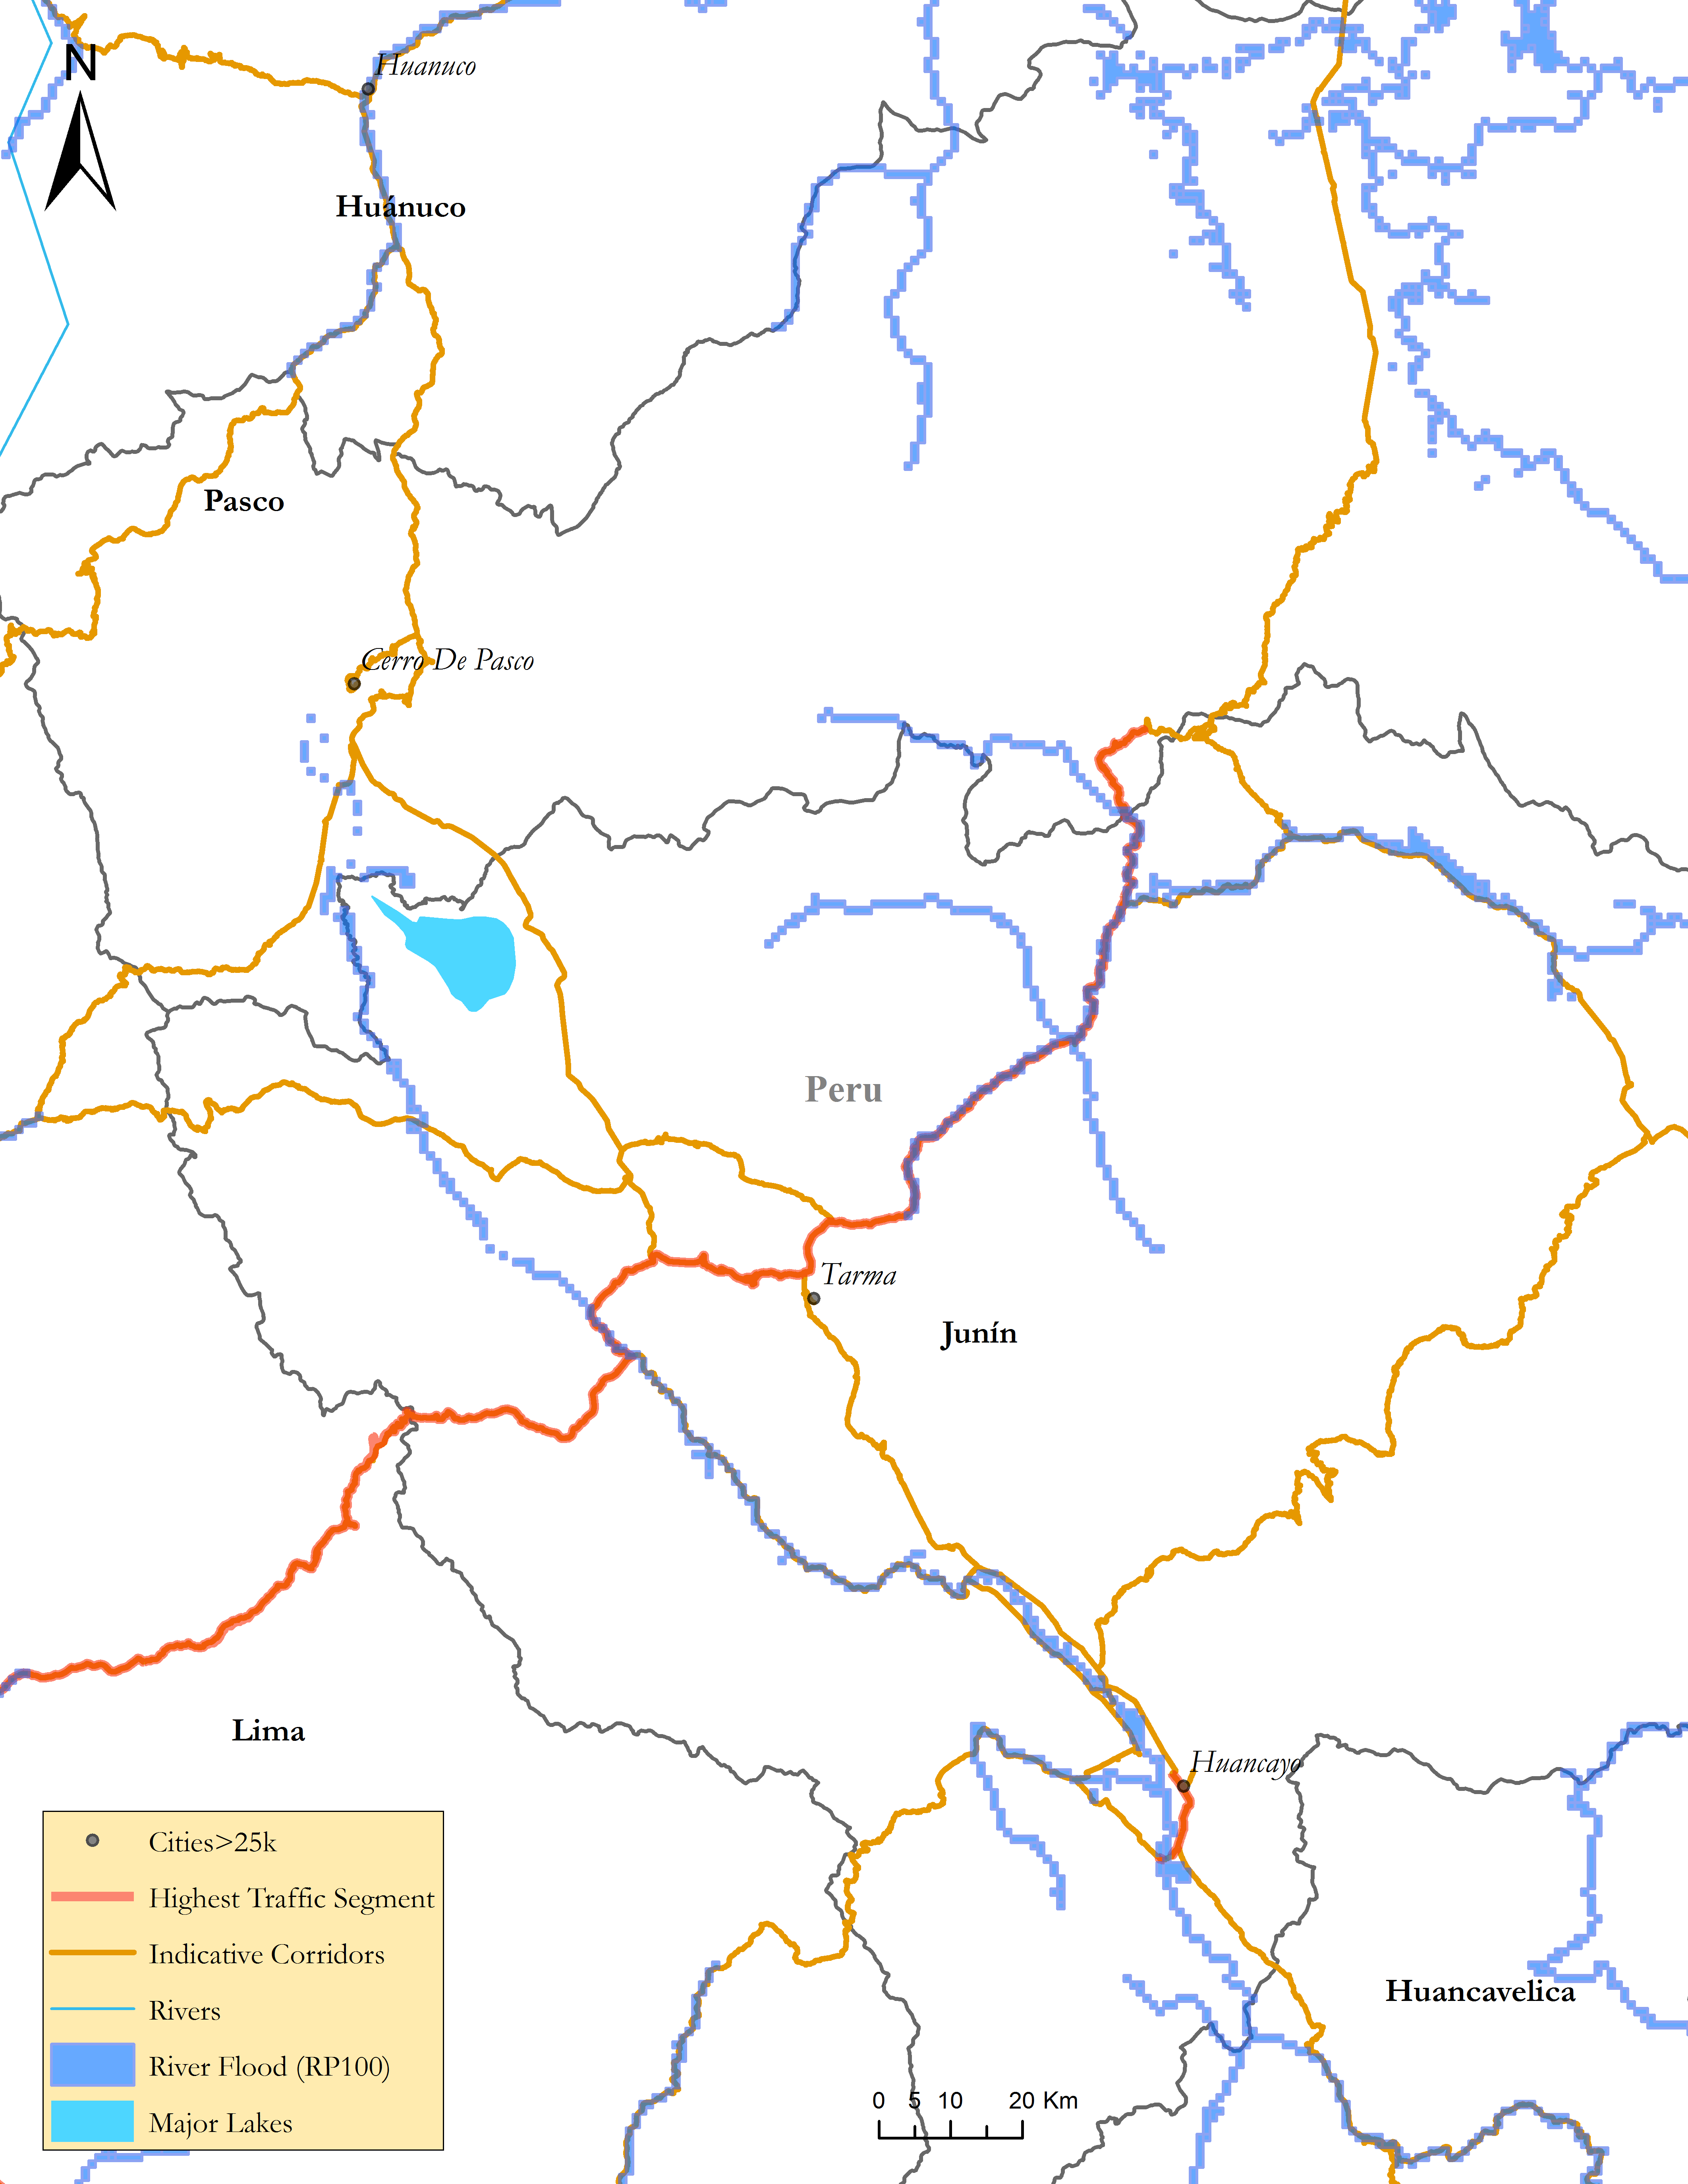 N
Huanuco
Huánuco
Pasco
Cerro De Pasco
Peru
Tarma
Junín
Lima
Huancayo
Huancavelica
Cities>25k
Highest Traffic Segment
Indicative Corridors
Rivers
River Flood (RP100)
Major Lakes
0 5 10 20 Km